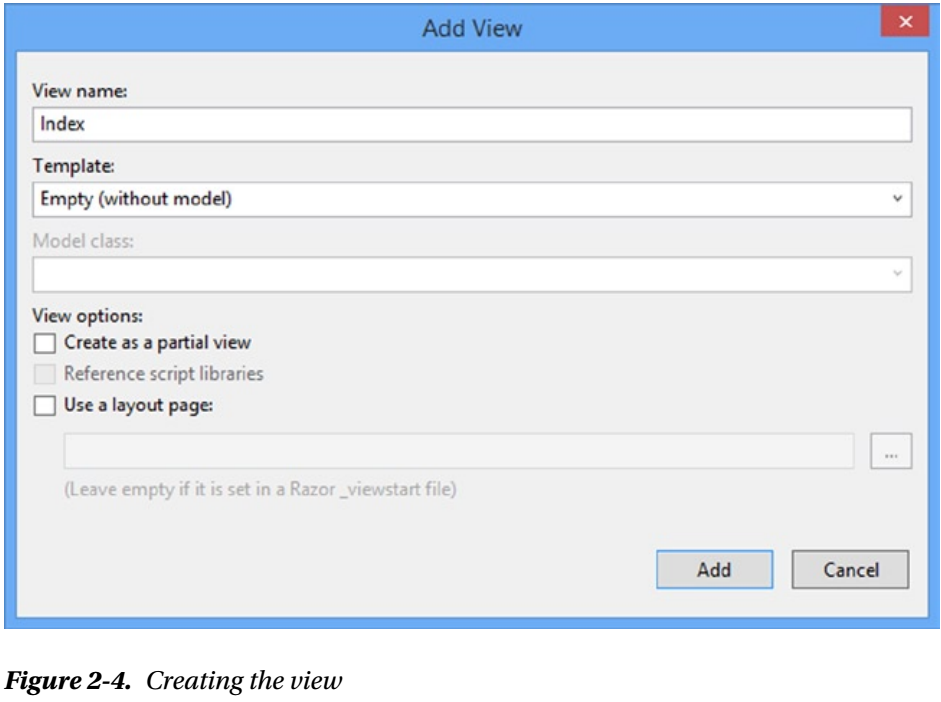 Add View
View name:
Index
Template:
Empty (without model)
Model class:
View options:
Create as a partial view
Reference script libraries
Use a layout page:
...
(Leave empty if it is set in a Razor _viewstart file)
Add
Cancel
Figure 2-4. Creating the view